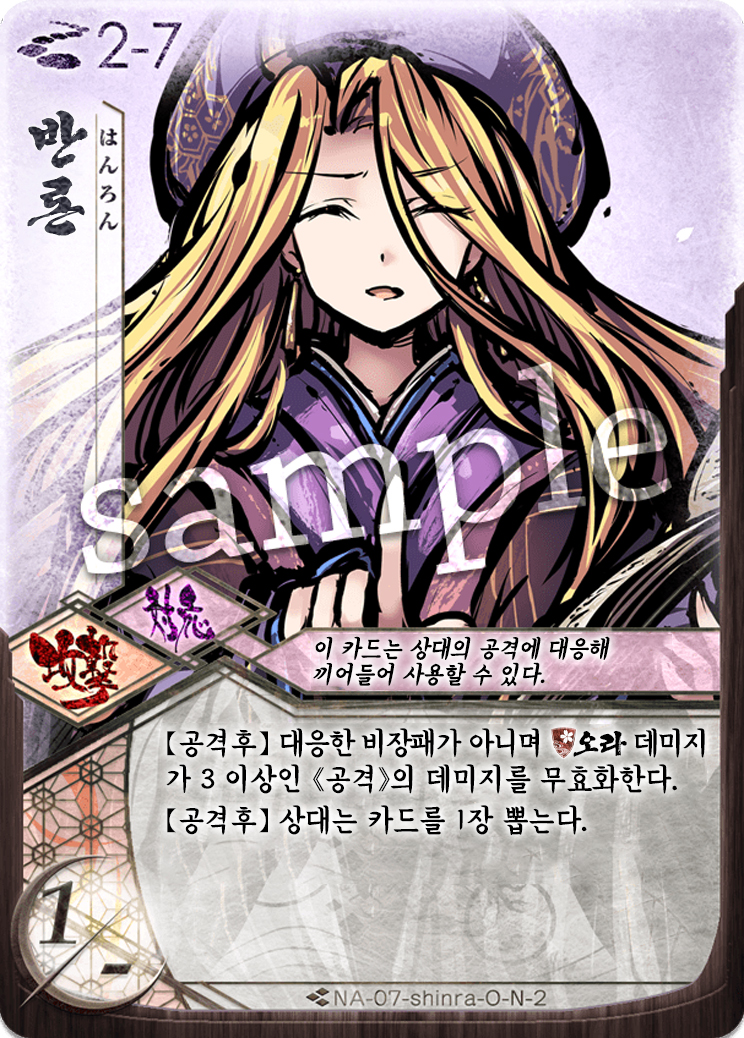 2-7
반론
はんろん
sample
対応
攻撃
이 카드는 상대의 공격에 대응해
끼어들어 사용할 수 있다.
【공격후】 대응한 비장패가 아니며 오라 데미지
가 3 이상인 《공격》의 데미지를 무효화한다.
【공격후】 상대는 카드를 1장 뽑는다.
1/-
NA-07-shinra-O-N-2